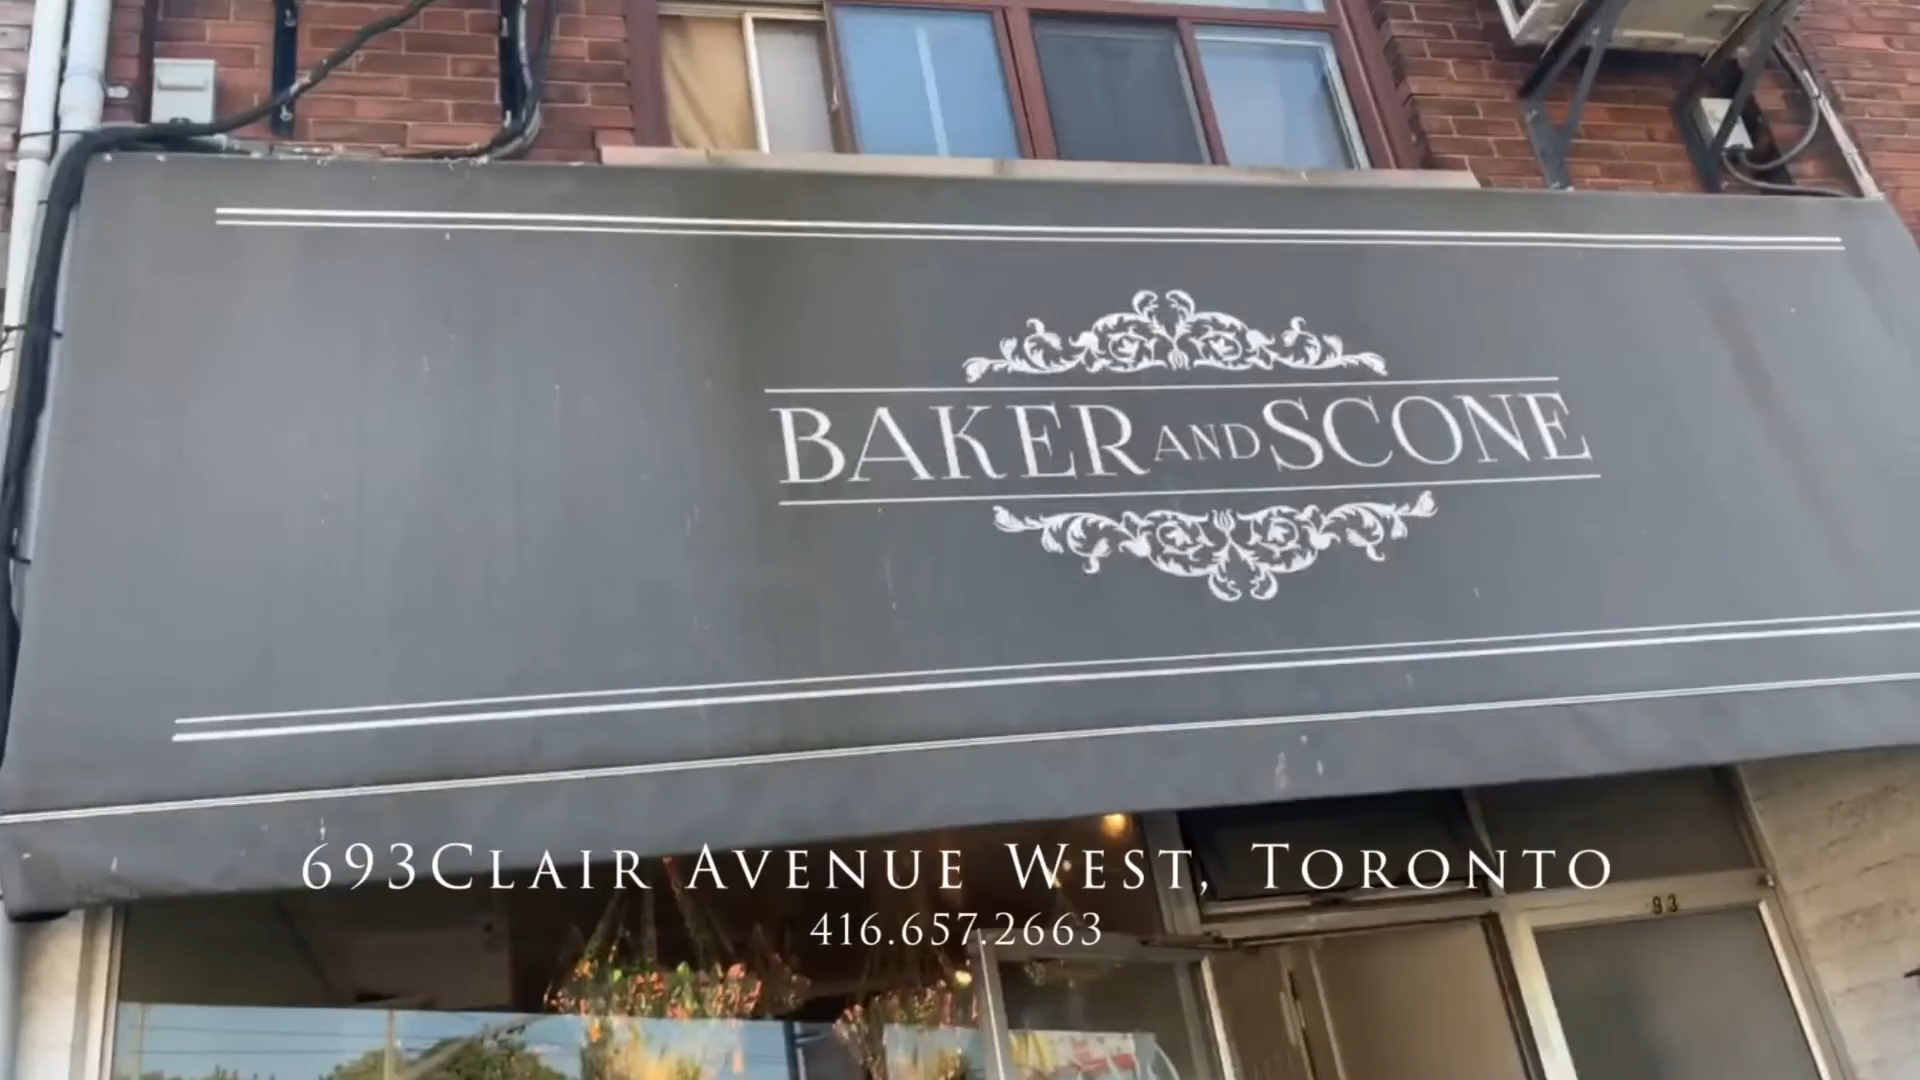 BAKER AND SCONE
693CLAIR AVENUE WEST, TORONTO
416.657.2663
93